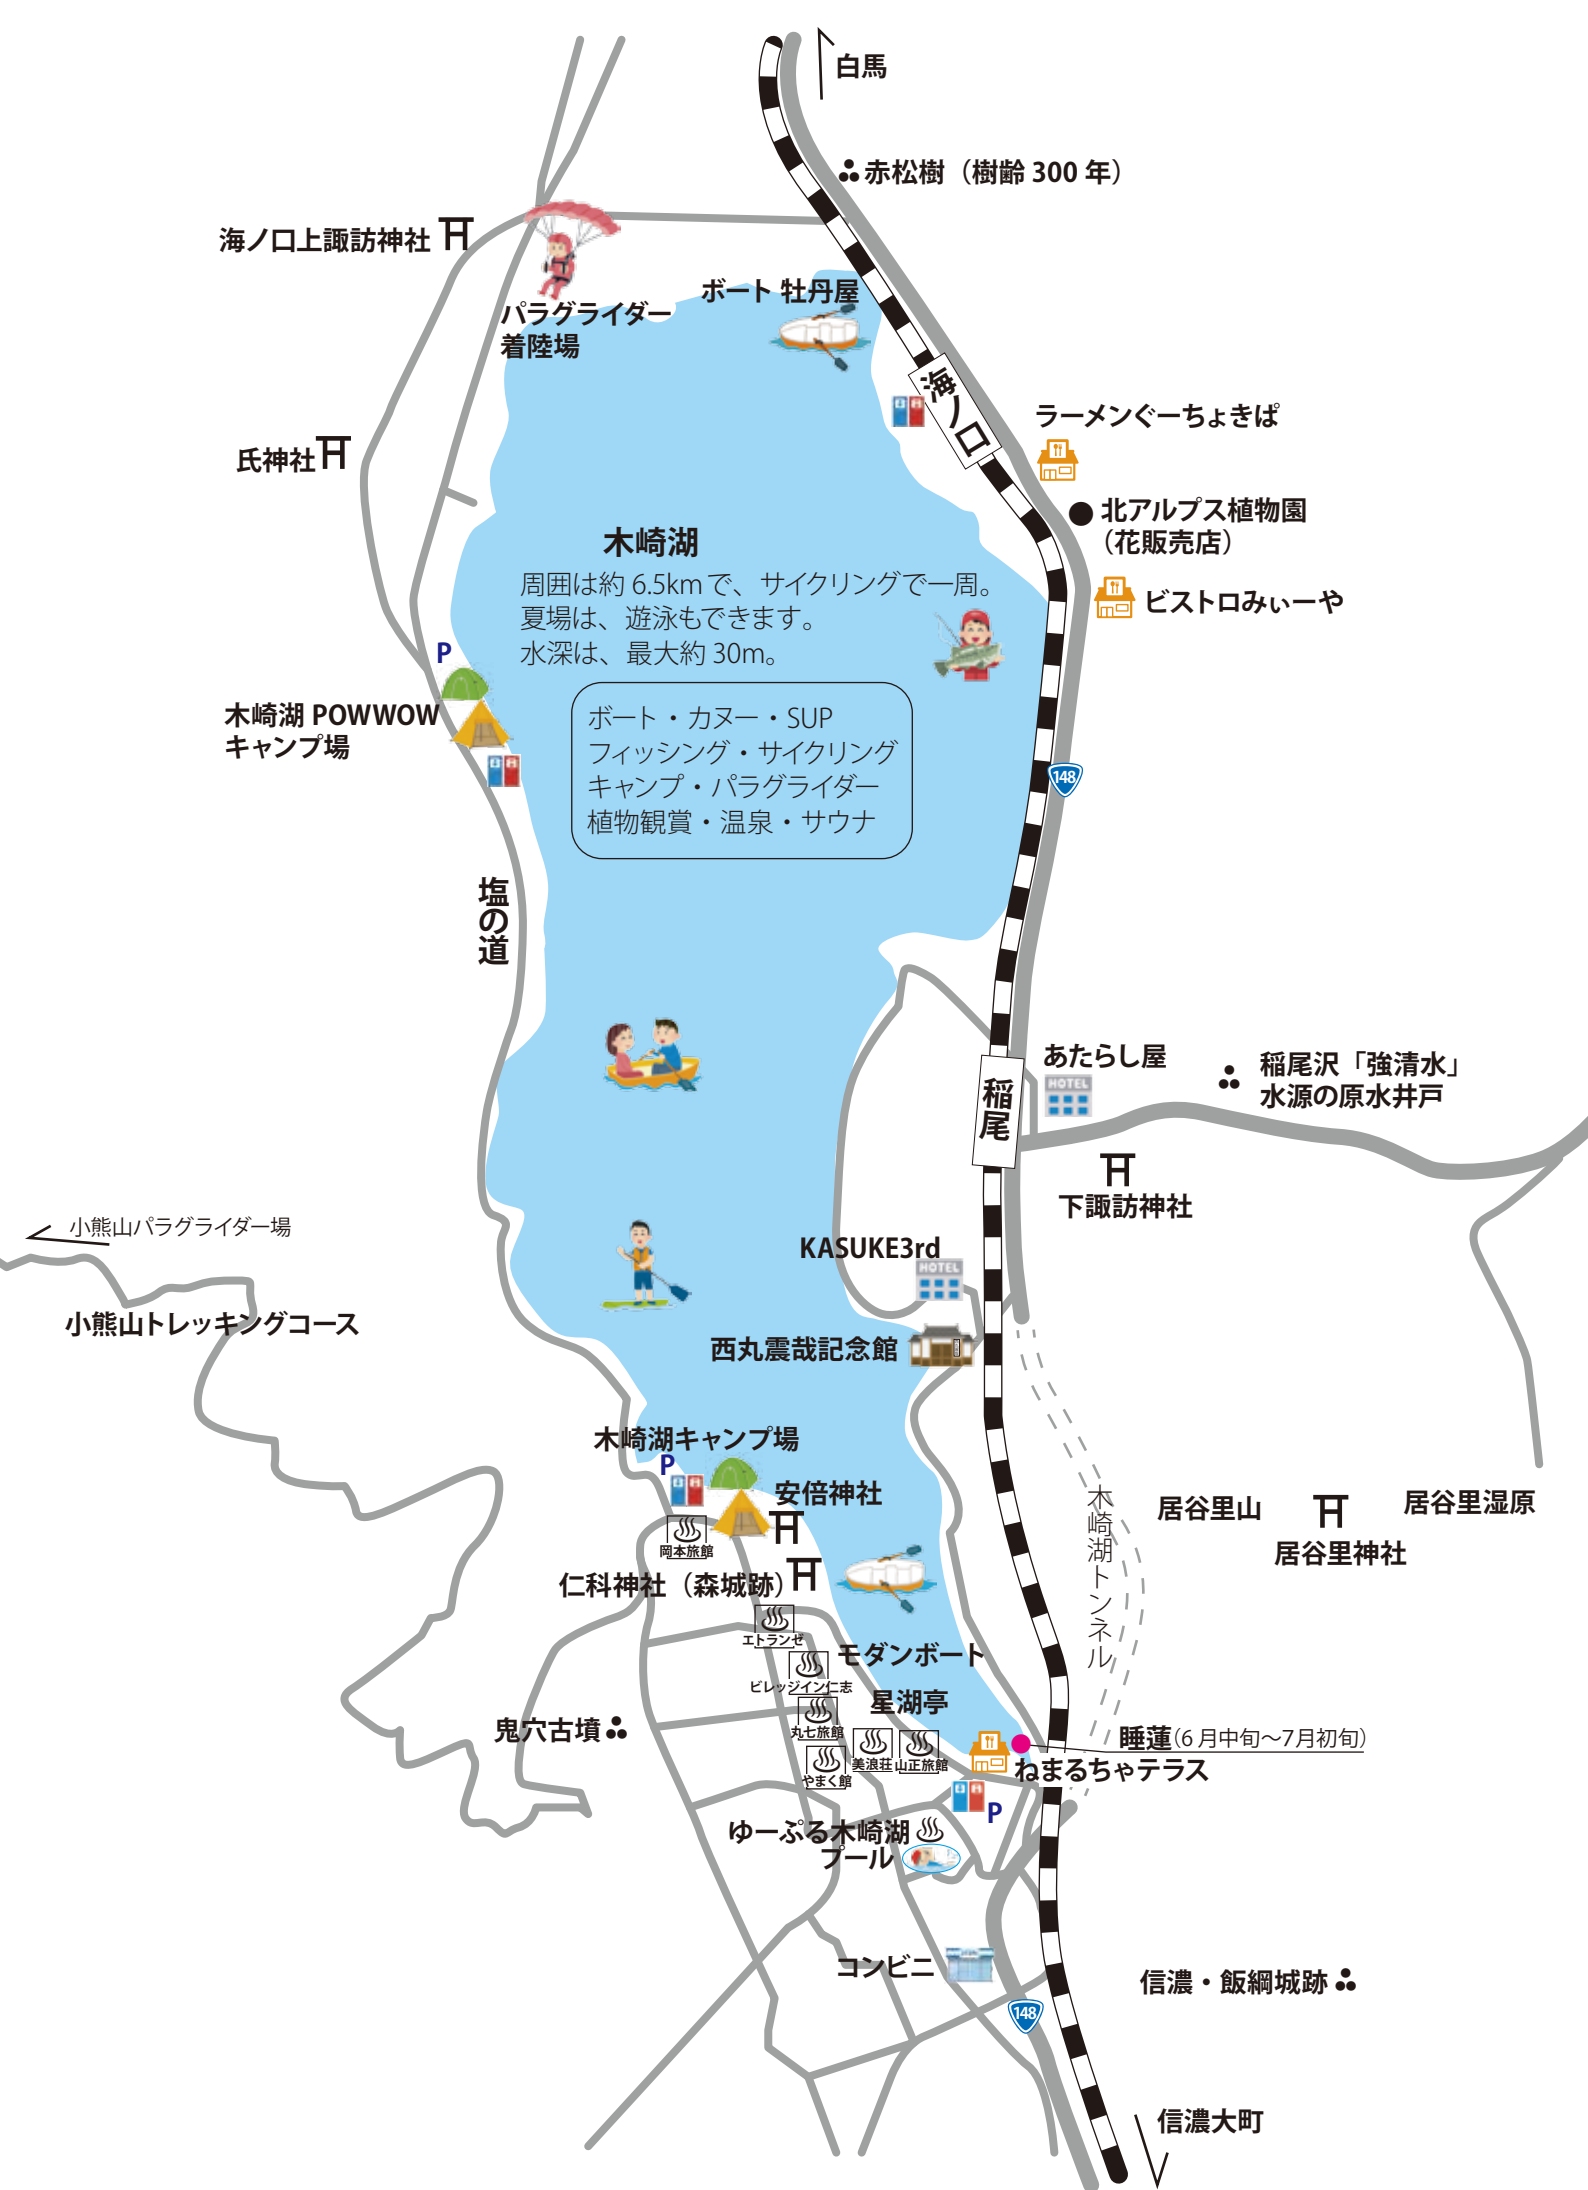 白馬
赤松樹（樹齢 300 年）
海ノ口上諏訪神社
パラグライダー
着陸場
ボート 牡丹屋
海ノ口
ラーメンぐーちょきぱ
氏神社
北アルプス植物園
（花販売店）
木崎湖
周囲は約 6.5kmで、サイクリングで一周。
夏場は、遊泳もできます。
水深は、最大約 30m。
ビストロみぃーや
P
木崎湖 POWWOW
キャンプ場
ボート・カヌー・SUP
フィッシング・サイクリング
キャンプ・パラグライダー
植物観賞・温泉・サウナ
148
塩の道
あたらし屋
HOTEL
稲尾
稲尾沢「強清水」
水源の原水井戸
下諏訪神社
小熊山パラグライダー場
KASUKE3rd
HOTEL
小熊山トレッキングコース
西丸震哉記念館
木崎湖キャンプ場
P
安倍神社
木崎湖トンネル
居谷里山
居谷里湿原
居谷里神社
岡本旅館
仁科神社（森城跡）
エトランゼ
モダンボート
ビレッジイン仁志
星湖亭
鬼穴古墳
丸七旅館
美浪荘
山正旅館
やまく館
睡蓮（6 月中旬～7月初旬）
ねまるちゃテラス
P
ゆーぷる木崎湖
プール
コンビニ
信濃・飯綱城跡
148
信濃大町